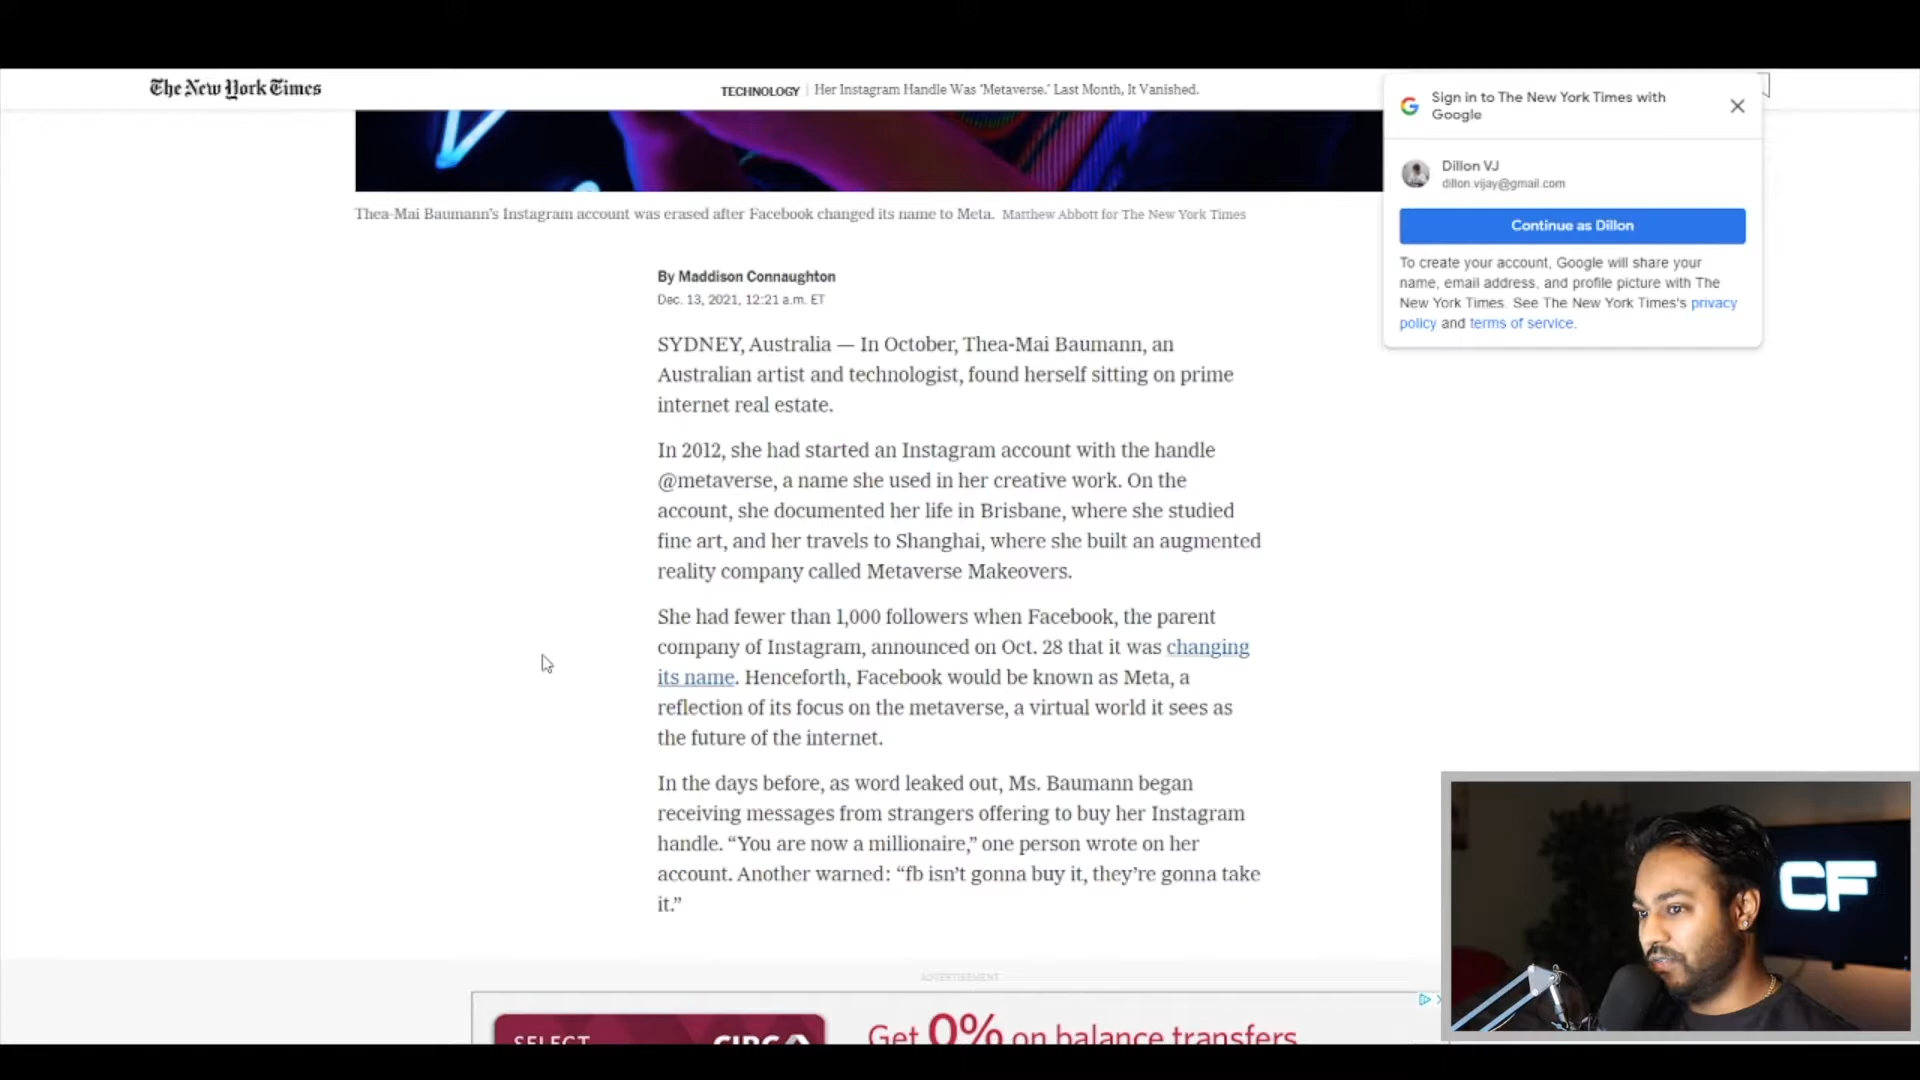 The New York Times
TECHNOLOGY | Her Instagram Handle Was ‘Metaverse.’ Last Month, It Vanished.
Sign in to The New York Times with
Google
Dillon VJ
dillon.vijay@gmail.com
Continue as Dillon
To create your account, Google will share your
name, email address, and profile picture with The
New York Times. See The New York Times's privacy
policy and terms of service.
Thea-Mai Baumann’s Instagram account was erased after Facebook changed its name to Meta. Matthew Abbott for The New York Times
By Maddison Connaughton
Dec. 13, 2021, 12:21 a.m. ET
SYDNEY, Australia — In October, Thea-Mai Baumann, an
Australian artist and technologist, found herself sitting on prime
internet real estate.
In 2012, she had started an Instagram account with the handle
@metaverse, a name she used in her creative work. On the
account, she documented her life in Brisbane, where she studied
fine art, and her travels to Shanghai, where she built an augmented
reality company called Metaverse Makeovers.
She had fewer than 1,000 followers when Facebook, the parent
company of Instagram, announced on Oct. 28 that it was changing
its name. Henceforth, Facebook would be known as Meta, a
reflection of its focus on the metaverse, a virtual world it sees as
the future of the internet.
In the days before, as word leaked out, Ms. Baumann began
receiving messages from strangers offering to buy her Instagram
handle. “You are now a millionaire,” one person wrote on her
account. Another warned: “fb isn’t gonna buy it, they’re gonna take
it.”
CF
ADVERTISEMENT
SELECT CIBC
Get 0% on balance transfers